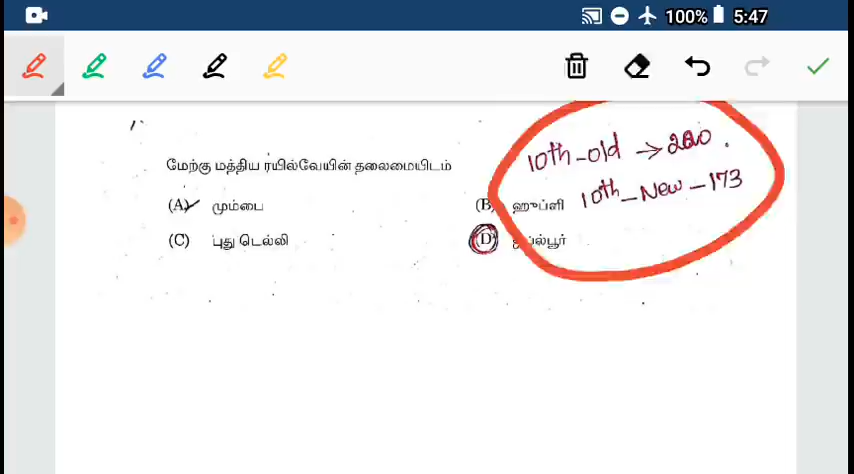 100% 5:47
10th-old → 280.
மேற்கு மத்திய ரயில்வேயின் தலைமையிடம்
10th-New-173
(A) மும்பை (B) ஹுப்ளி
(C) புது டெல்லி (D) ஜபல்பூர்